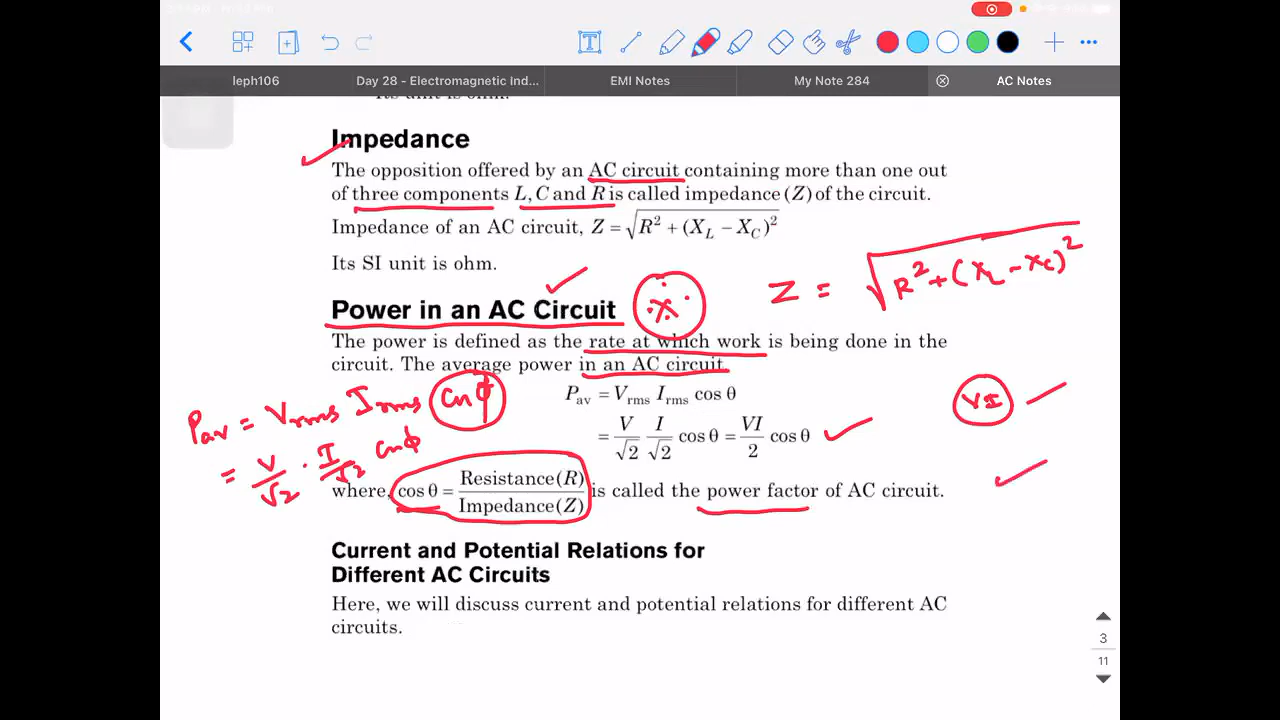 leph106
Day 28 - Electromagnetic Ind...
EMI Notes
My Note 284
AC Notes
Its unit is ohm.
Impedance
The opposition offered by an AC circuit containing more than one out
of three components L, C and R is called impedance (Z) of the circuit.
Impedance of an AC circuit, Z = √R² + (X_L − X_C)²
Its SI unit is ohm.
Z = √R² + (X_L − X_C)²
Power in an AC Circuit
The power is defined as the rate at which work is being done in the
circuit. The average power in an AC circuit
P_av = V_rms I_rms cos θ
= V/√2 I/√2 cos θ = VI/2 cos θ
VI
P_av = V_rms I_rms cos φ
= V/√2 · I/√2 cos φ
where, cos θ = Resistance (R)/Impedance (Z) is called the power factor of AC circuit.
Current and Potential Relations for
Different AC Circuits
Here, we will discuss current and potential relations for different AC
circuits.
3
11